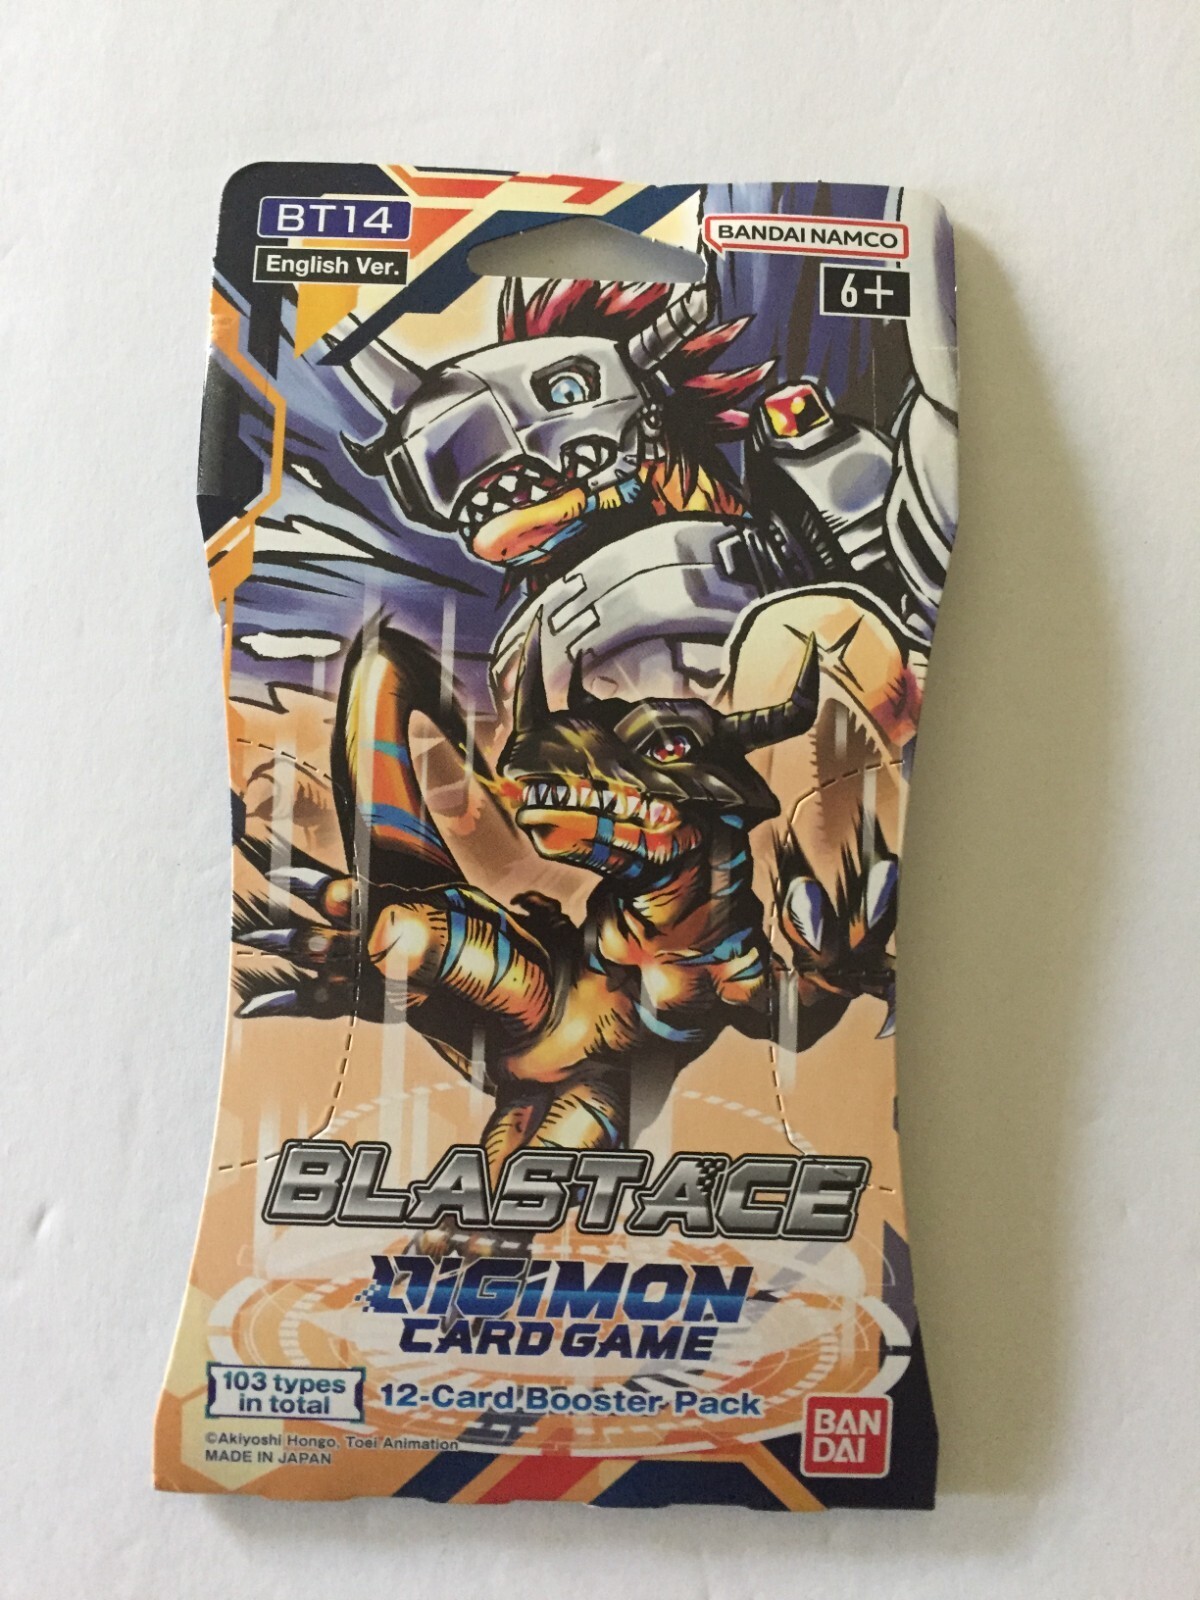 BT14
English Ver.
BANDAI NAMCO
6+
BLAST ACE
DIGIMON
CARD GAME
103 types
in total
12-Card Booster Pack
©Akiyoshi Hongo, Toei Animation
MADE IN JAPAN
BAN
DAI